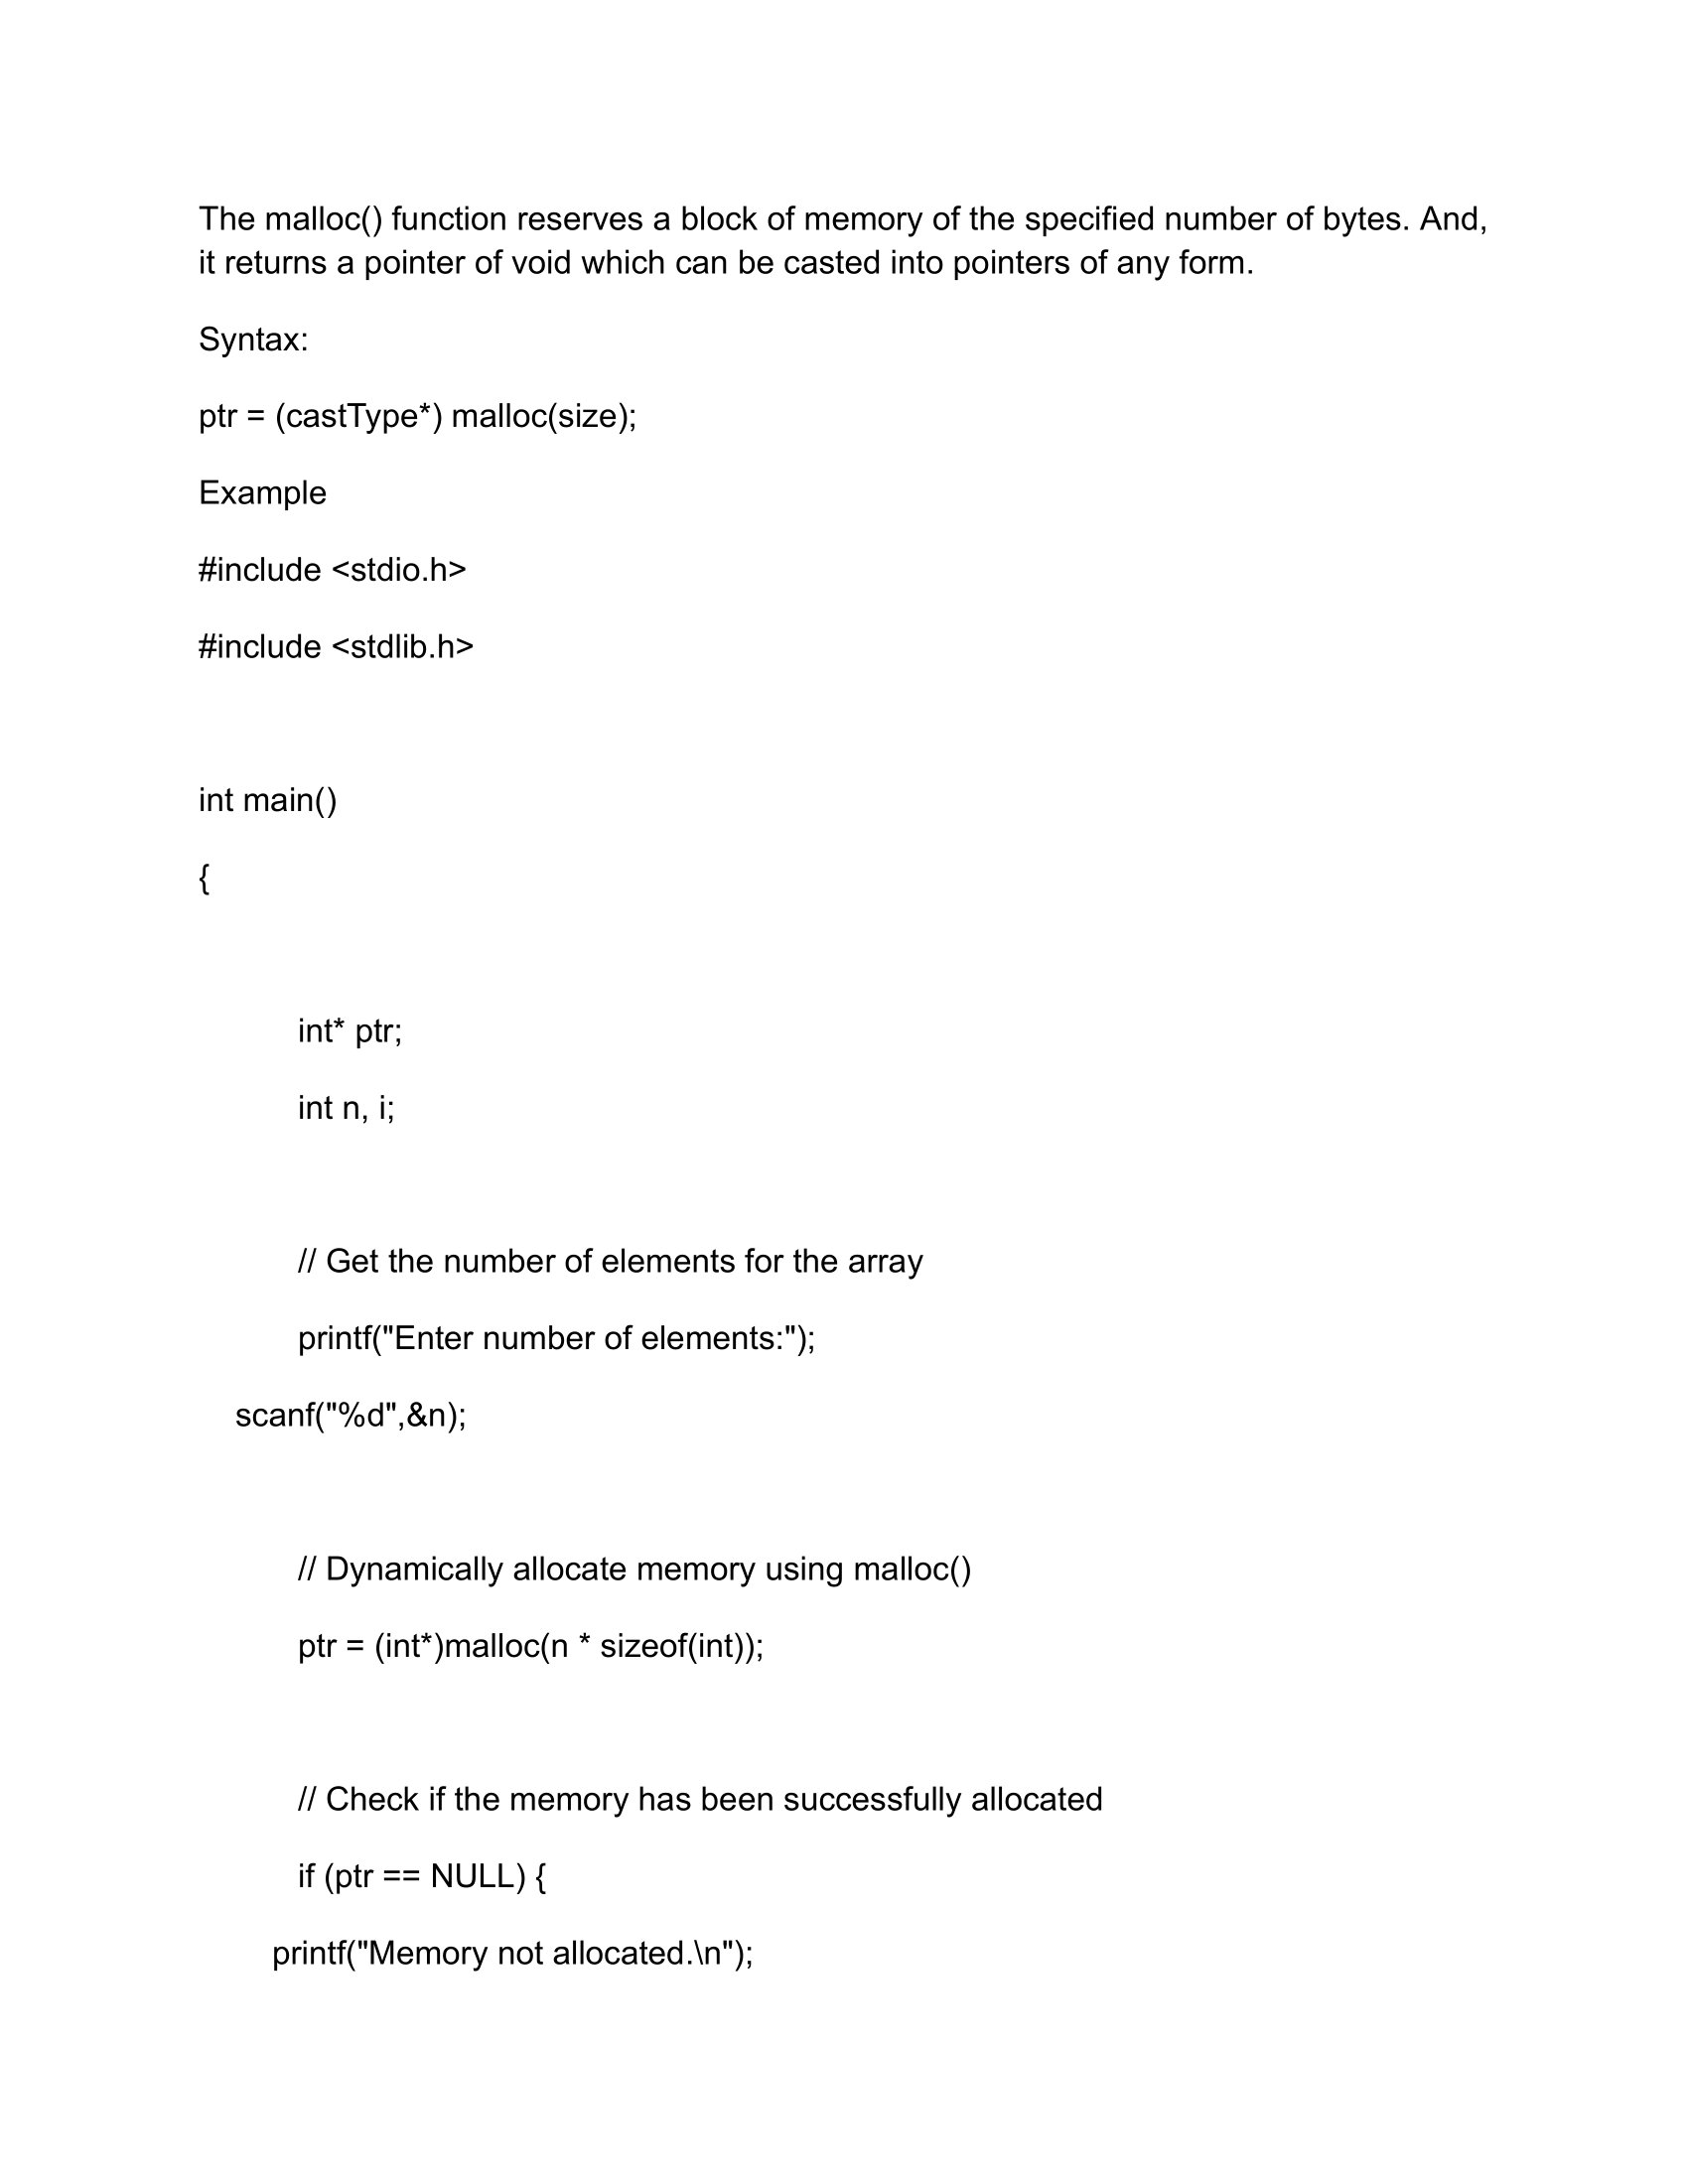 The malloc() function reserves a block of memory of the specified number of bytes. And,
it returns a pointer of void which can be casted into pointers of any form.
Syntax:
ptr = (castType*) malloc(size);
Example
#include <stdio.h>
#include <stdlib.h>
int main()
{
int* ptr;
int n, i;
// Get the number of elements for the array
printf("Enter number of elements:");
scanf("%d",&n);
// Dynamically allocate memory using malloc()
ptr = (int*)malloc(n * sizeof(int));
// Check if the memory has been successfully allocated
if (ptr == NULL) {
printf("Memory not allocated.\n");